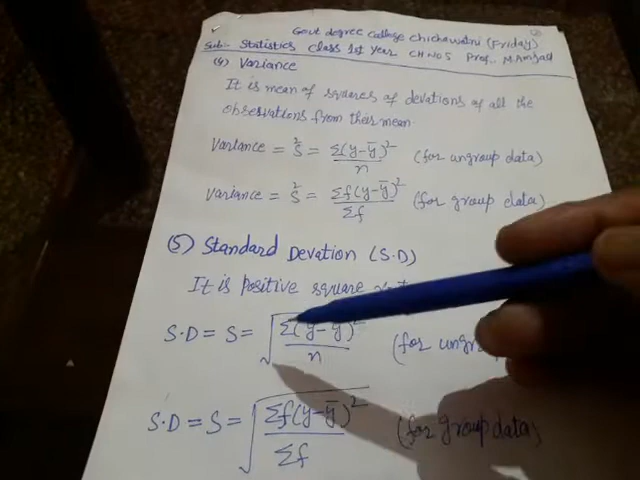 Govt degree College Chichawatni (Friday)
Sub:- Statistics Class 1st year CH NO 5 Prof.. M. Amjad
(4) Variance
It is mean of squares of devations of all the
observations from their mean.
Variance = S² = Σ(y-ȳ)²/n (for ungroup data)
Variance = S² = Σf(y-ȳ)²/Σf (for group data)
(5) Standard Devation (S.D)
It is positive square
S.D = S = √Σ(y-ȳ)²/n (for
S.D = S = √Σf(y-ȳ)²/Σf (for group data)